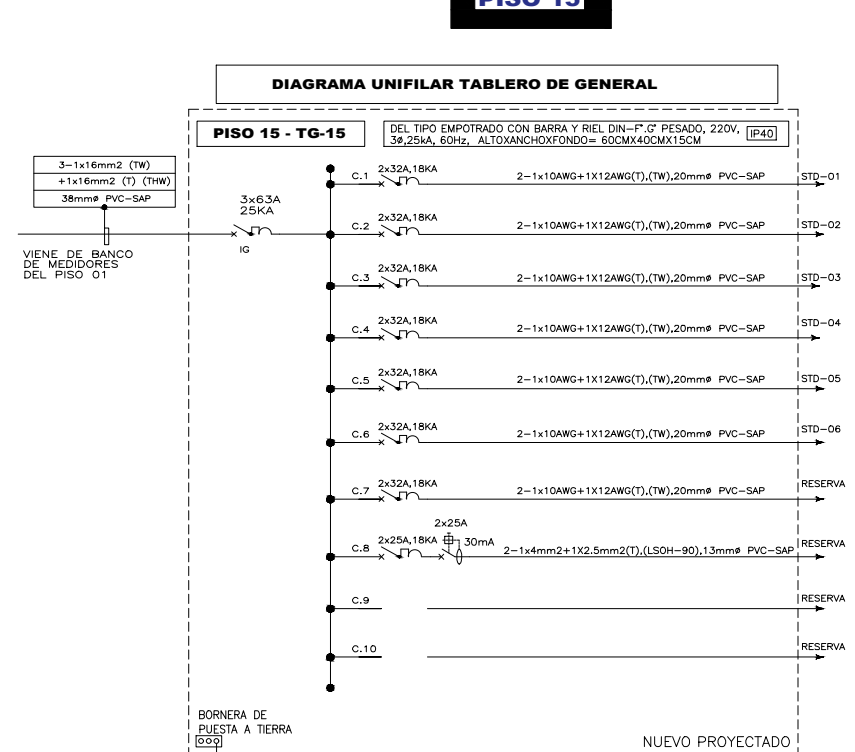 PISO 15
DIAGRAMA UNIFILAR TABLERO DE GENERAL
PISO 15 - TG-15
DEL TIPO EMPOTRADO CON BARRA Y RIEL DIN-F°.G° PESADO, 220V,
3ø,25kA, 60Hz, ALTOXANCHOXFONDO= 60CMX40CMX15CM
IP40
3-1x16mm2 (TW)
+1x16mm2 (T) (THW)
38mmø PVC-SAP
VIENE DE BANCO
DE MEDIDORES
DEL PISO 01
3x63A
25KA
IG
C.1 2x32A,18KA 2-1x10AWG+1X12AWG(T),(TW),20mmø PVC-SAP STD-01
C.2 2x32A,18KA 2-1x10AWG+1X12AWG(T),(TW),20mmø PVC-SAP STD-02
C.3 2x32A,18KA 2-1x10AWG+1X12AWG(T),(TW),20mmø PVC-SAP STD-03
C.4 2x32A,18KA 2-1x10AWG+1X12AWG(T),(TW),20mmø PVC-SAP STD-04
C.5 2x32A,18KA 2-1x10AWG+1X12AWG(T),(TW),20mmø PVC-SAP STD-05
C.6 2x32A,18KA 2-1x10AWG+1X12AWG(T),(TW),20mmø PVC-SAP STD-06
C.7 2x32A,18KA 2-1x10AWG+1X12AWG(T),(TW),20mmø PVC-SAP RESERVA
2x25A
C.8 2x25A,18KA 30mA 2-1x4mm2+1X2.5mm2(T),(LSOH-90),13mmø PVC-SAP RESERVA
C.9 RESERVA
C.10 RESERVA
BORNERA DE
PUESTA A TIERRA
NUEVO PROYECTADO